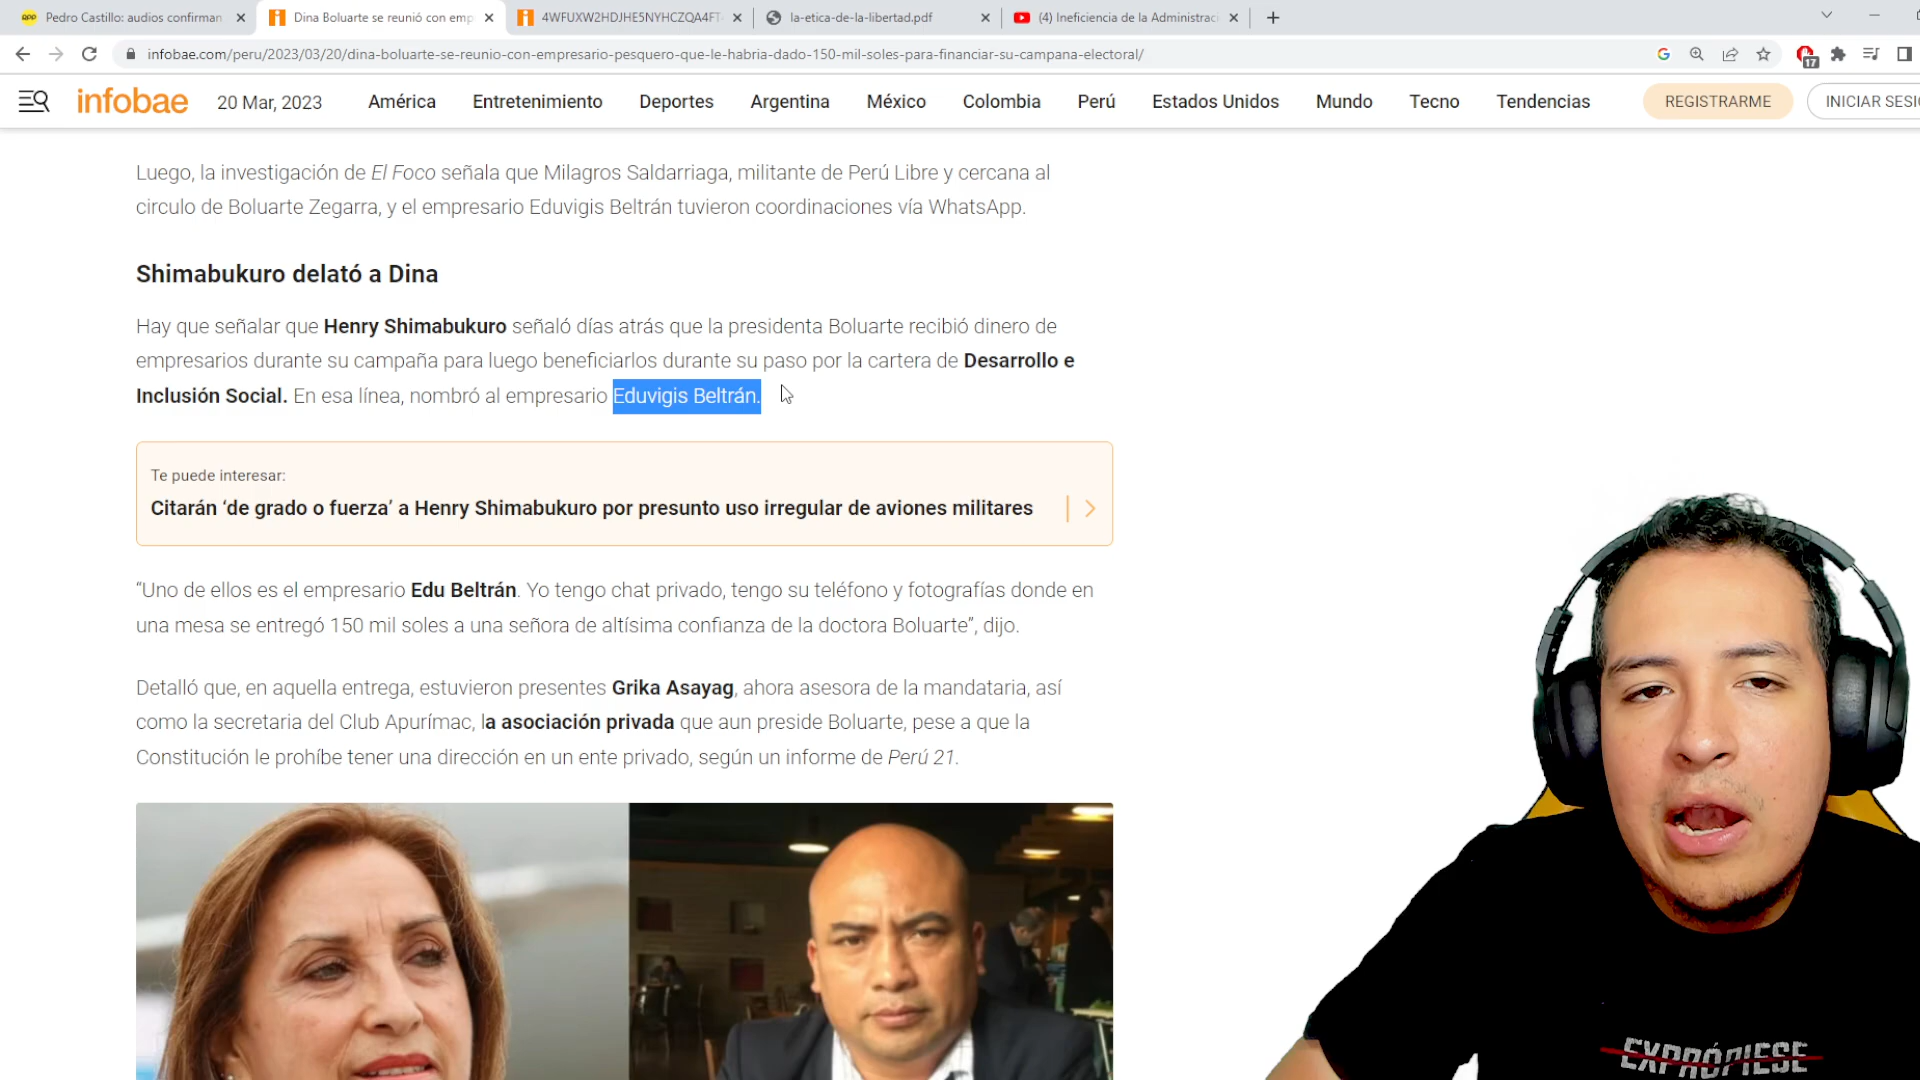 Pedro Castillo: audios confirman
Dina Boluarte se reunió con emp
4WFUXW2HDJHE5NYHCZQA4FT
la-etica-de-la-libertad.pdf
(4) Ineficiencia de la Administrac
infobae.com/peru/2023/03/20/dina-boluarte-se-reunio-con-empresario-pesquero-que-le-habria-dado-150-mil-soles-para-financiar-su-campana-electoral/
17
infobae 20 Mar, 2023 América Entretenimiento Deportes Argentina México Colombia Perú Estados Unidos Mundo Tecno Tendencias REGISTRARME INICIAR SESI
Luego, la investigación de El Foco señala que Milagros Saldarriaga, militante de Perú Libre y cercana al
circulo de Boluarte Zegarra, y el empresario Eduvigis Beltrán tuvieron coordinaciones vía WhatsApp.
Shimabukuro delató a Dina
Hay que señalar que Henry Shimabukuro señaló días atrás que la presidenta Boluarte recibió dinero de
empresarios durante su campaña para luego beneficiarlos durante su paso por la cartera de Desarrollo e
Inclusión Social. En esa línea, nombró al empresario Eduvigis Beltrán.
Te puede interesar:
Citarán ‘de grado o fuerza’ a Henry Shimabukuro por presunto uso irregular de aviones militares
“Uno de ellos es el empresario Edu Beltrán. Yo tengo chat privado, tengo su teléfono y fotografías donde en
una mesa se entregó 150 mil soles a una señora de altísima confianza de la doctora Boluarte”, dijo.
Detalló que, en aquella entrega, estuvieron presentes Grika Asayag, ahora asesora de la mandataria, así
como la secretaria del Club Apurímac, la asociación privada que aun preside Boluarte, pese a que la
Constitución le prohíbe tener una dirección en un ente privado, según un informe de Perú 21.
EXPRÓPIESE